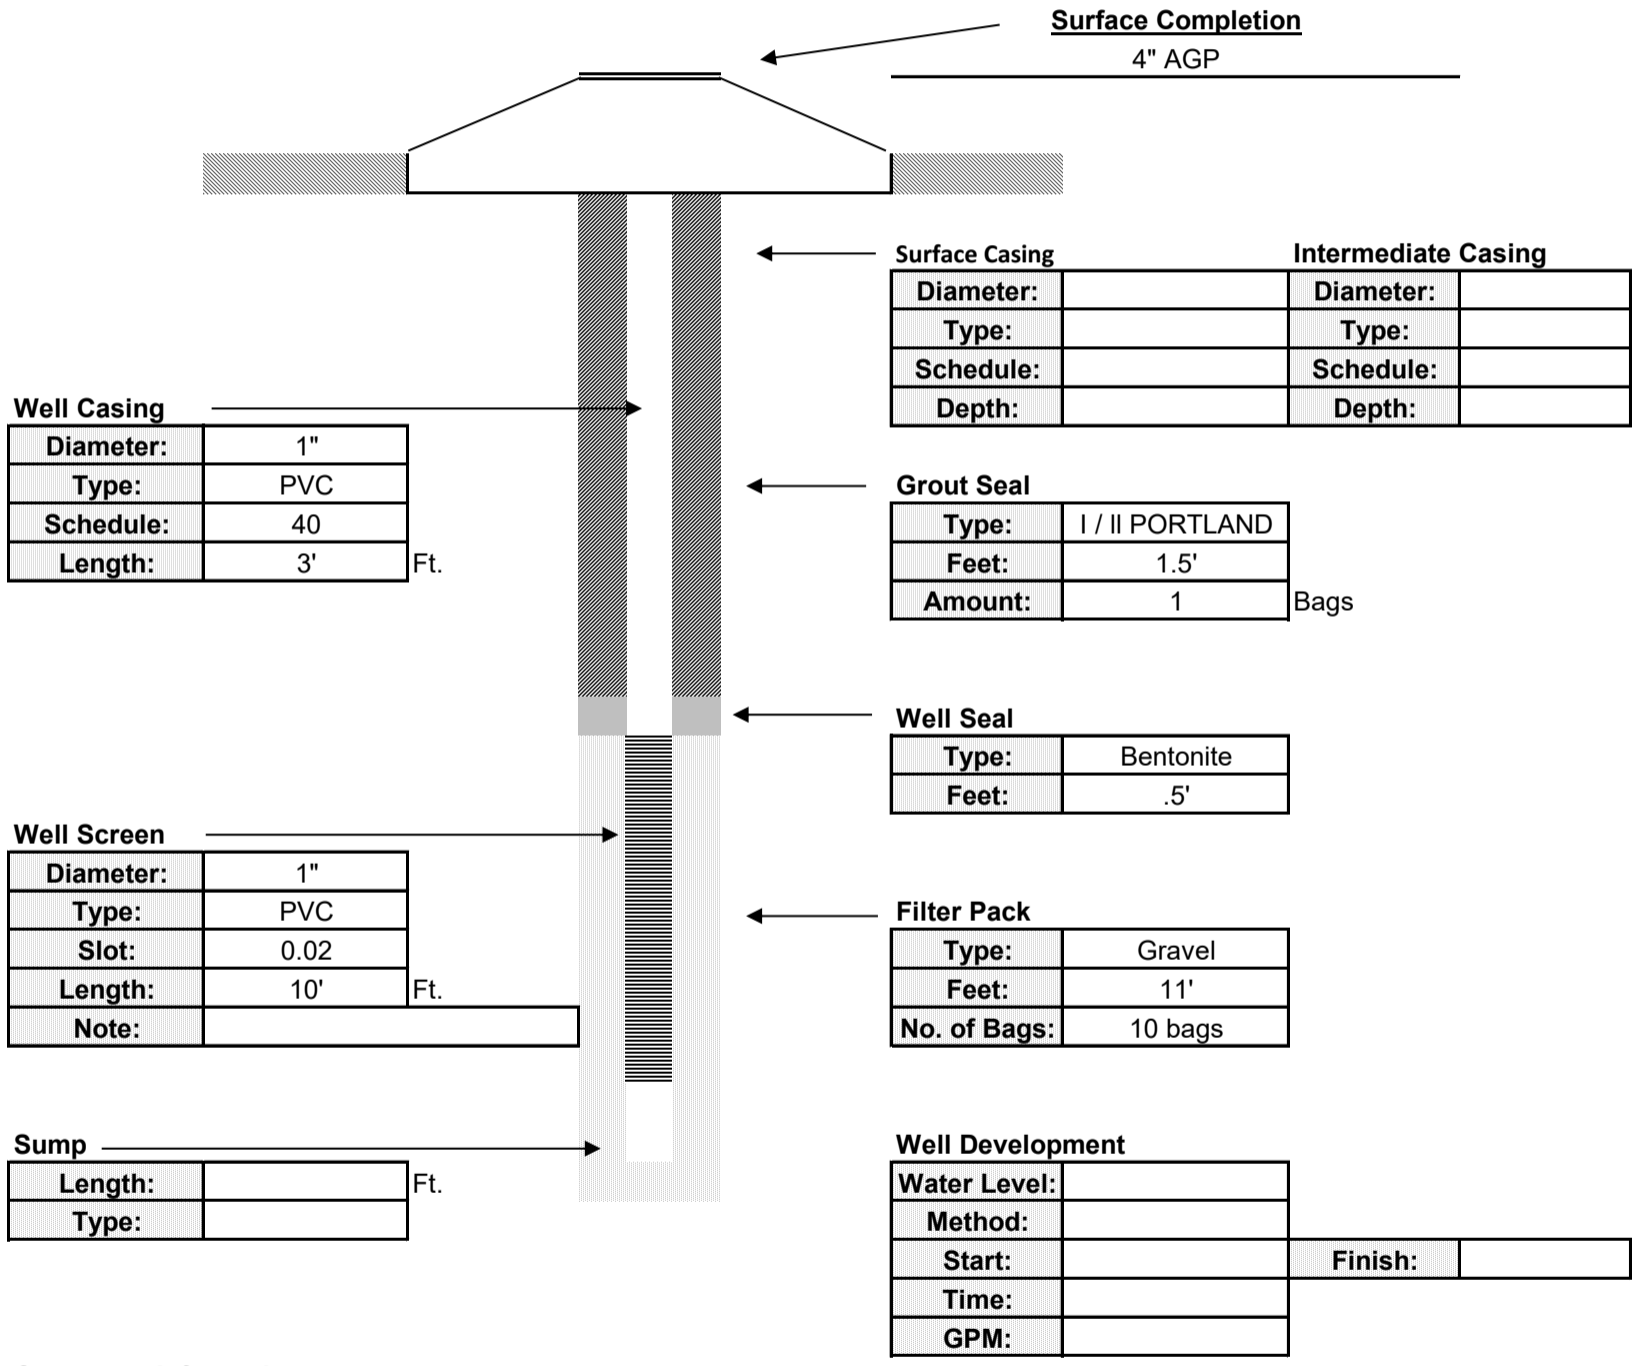 Surface Completion
4" AGP
Surface Casing Intermediate Casing
Diameter: Diameter:
Type: Type:
Schedule: Schedule:
Depth: Depth:
Well Casing
Diameter: 1"
Type: PVC
Schedule: 40
Length: 3' Ft.
Grout Seal
Type: I / II PORTLAND
Feet: 1.5'
Amount: 1 Bags
Well Seal
Type: Bentonite
Feet: .5'
Well Screen
Diameter: 1"
Type: PVC
Slot: 0.02
Length: 10' Ft.
Note:
Filter Pack
Type: Gravel
Feet: 11'
No. of Bags: 10 bags
Sump
Length: Ft.
Type:
Well Development
Water Level:
Method:
Start: Finish:
Time:
GPM: